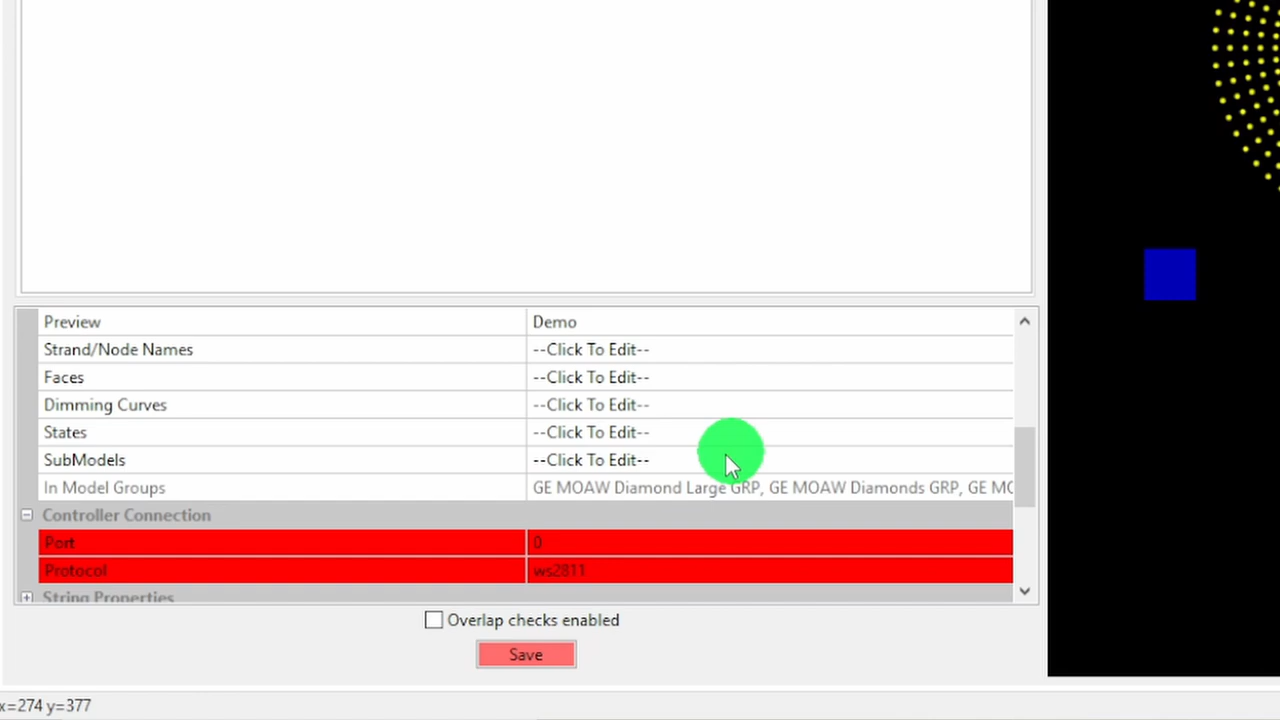 Preview Demo
Strand/Node Names --Click To Edit--
Faces --Click To Edit--
Dimming Curves --Click To Edit--
States --Click To Edit--
SubModels --Click To Edit--
In Model Groups GE MOAW Diamond Large GRP, GE MOAW Diamonds GRP, GE MC
Controller Connection
Port 0
Protocol ws2811
String Properties
Overlap checks enabled
Save
x=274 y=377